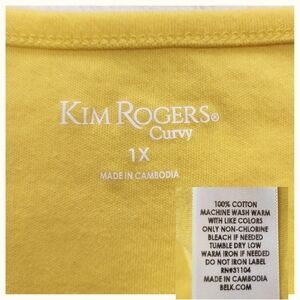 KIM ROGERS®
Curvy
1X
MADE IN CAMBODIA
100% COTTON
MACHINE WASH WARM
WITH LIKE COLORS
ONLY NON-CHLORINE
BLEACH IF NEEDED
TUMBLE DRY LOW
WARM IRON IF NEEDED
DO NOT IRON LABEL
RN#31104
MADE IN CAMBODIA
BELK.COM